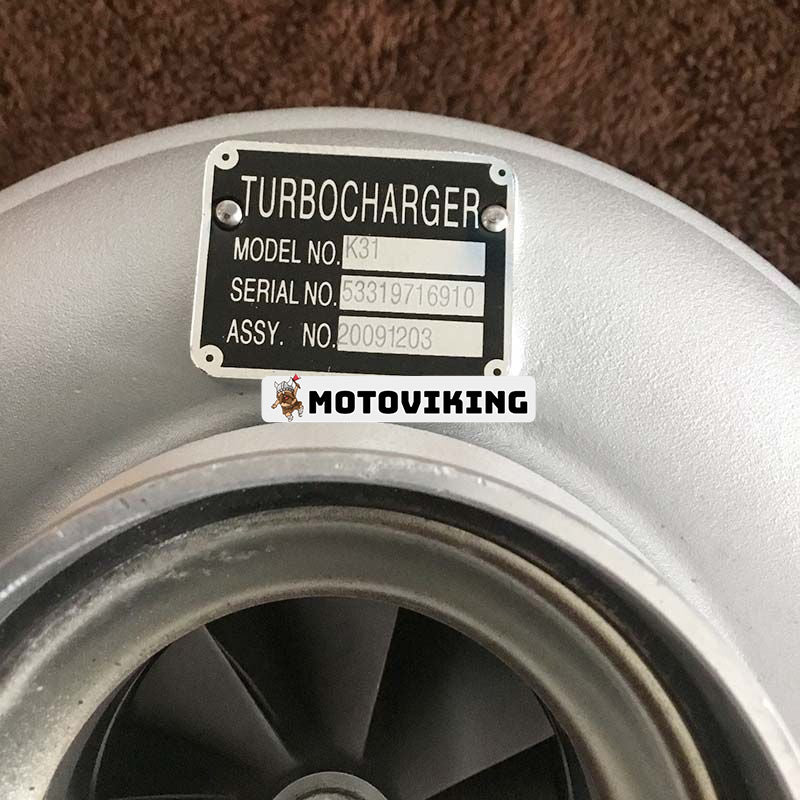 TURBOCHARGER
MODEL NO. K31
SERIAL NO. 53319716910
ASSY. NO. 20091203
MOTOVIKING